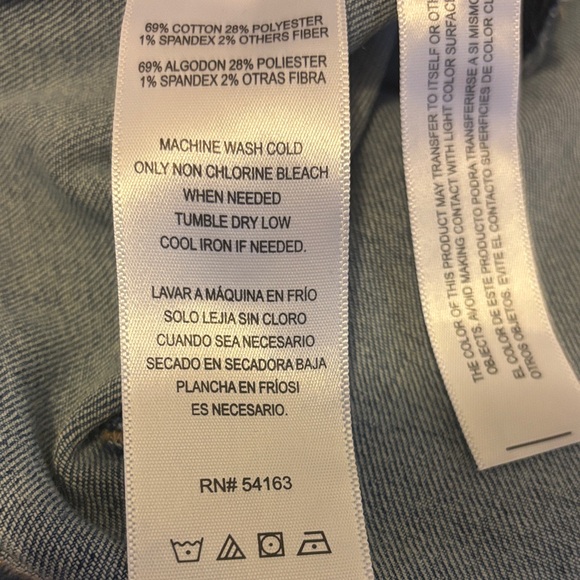 69% COTTON 28% POLYESTER
1% SPANDEX 2% OTHERS FIBER
69% ALGODON 28% POLIESTER
1% SPANDEX 2% OTRAS FIBRA
MACHINE WASH COLD
ONLY NON CHLORINE BLEACH
WHEN NEEDED
TUMBLE DRY LOW
COOL IRON IF NEEDED.
LAVAR A MÁQUINA EN FRÍO
SOLO LEJIA SIN CLORO
CUANDO SEA NECESARIO
SECADO EN SECADORA BAJA
PLANCHA EN FRÍOSI
ES NECESARIO.
RN# 54163
THE COLOR OF THIS PRODUCT MAY TRANSFER TO ITSELF OR
OBJECTS. AVOID MAKING CONTACT WITH LIGHT COLOR
EL COLOR DE ESTE PRODUCTO PODRA TRANSFERIRSE A SI
OTROS OBJETOS. EVITE EL CONTACTO SUPERFICIES DE COLOR